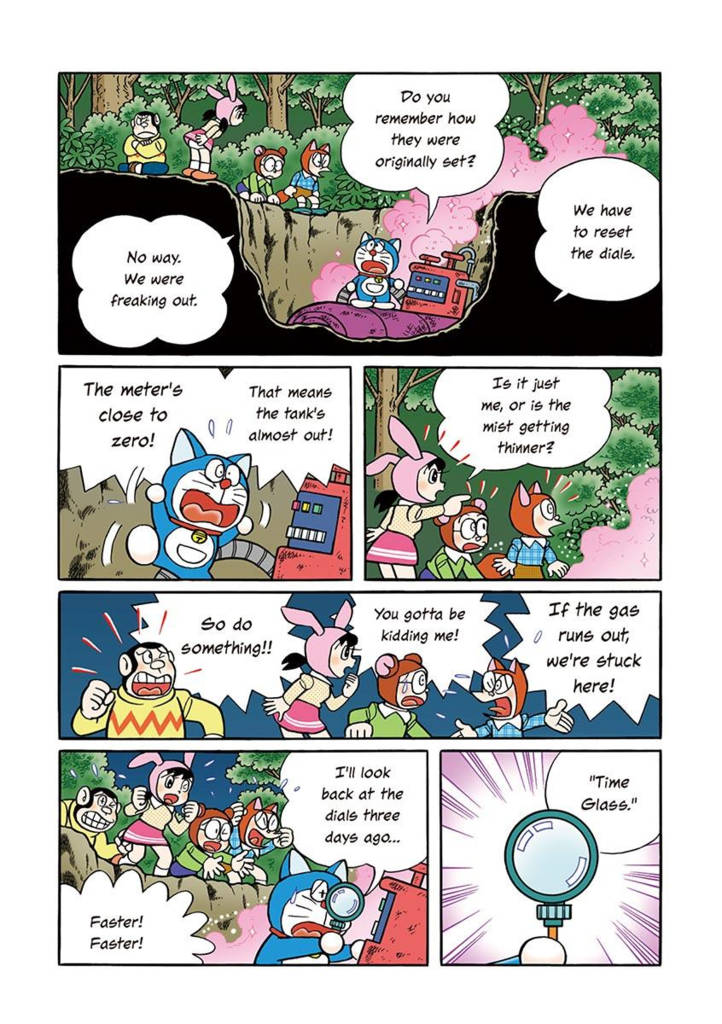 We have
to reset
the dials.
Do you
remember how
they were
originally set?
No way.
We were
freaking out.
Is it just
me, or is the
mist getting
thinner?
That means
the tank's
almost out!
The meter's
close to
zero!
If the gas
runs out,
we're stuck
here!
You gotta be
kidding me!
So do
something!!
"Time
Glass."
I'll look
back at the
dials three
days ago...
Faster!
Faster!